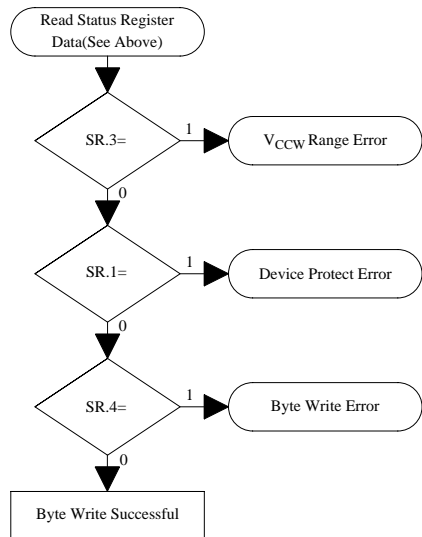 Read Status Register
Data(See Above)
SR.3=
1
VCCW Range Error
0
SR.1=
1
Device Protect Error
0
SR.4=
1
Byte Write Error
0
Byte Write Successful